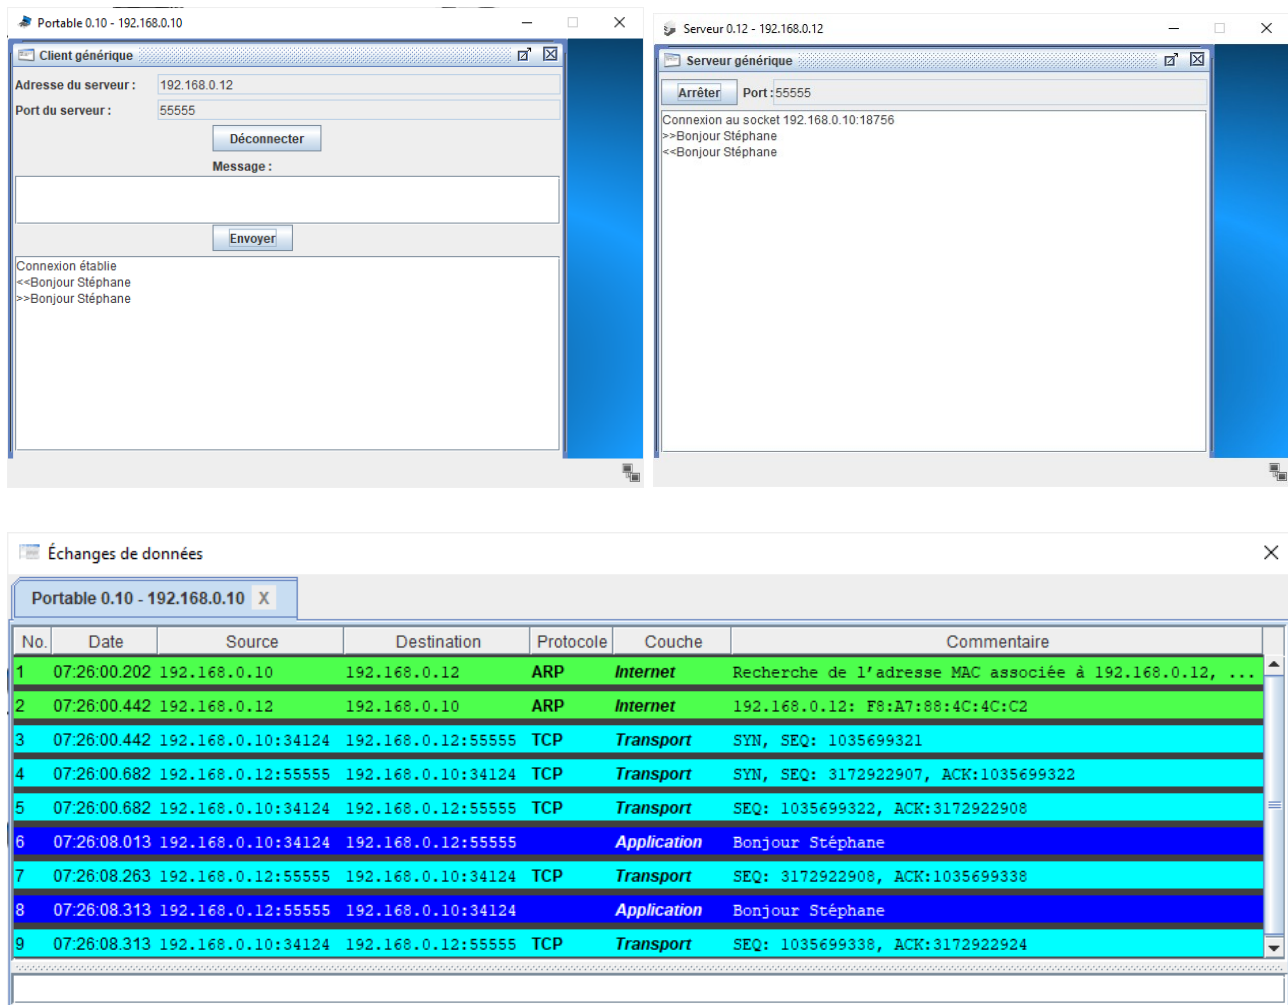 Portable 0.10 - 192.168.0.10
Client générique
Adresse du serveur : 192.168.0.12
Port du serveur : 55555
Déconnecter
Message :
Envoyer
Connexion établie
<<Bonjour Stéphane
>>Bonjour Stéphane
Serveur 0.12 - 192.168.0.12
Serveur générique
Arrêter Port : 55555
Connexion au socket 192.168.0.10:18756
>>Bonjour Stéphane
<<Bonjour Stéphane
Échanges de données
Portable 0.10 - 192.168.0.10 X
No. Date Source Destination Protocole Couche Commentaire
1 07:26:00.202 192.168.0.10 192.168.0.12 ARP Internet Recherche de l'adresse MAC associée à 192.168.0.12, ...
2 07:26:00.442 192.168.0.12 192.168.0.10 ARP Internet 192.168.0.12: F8:A7:88:4C:4C:C2
3 07:26:00.442 192.168.0.10:34124 192.168.0.12:55555 TCP Transport SYN, SEQ: 1035699321
4 07:26:00.682 192.168.0.12:55555 192.168.0.10:34124 TCP Transport SYN, SEQ: 3172922907, ACK:1035699322
5 07:26:00.682 192.168.0.10:34124 192.168.0.12:55555 TCP Transport SEQ: 1035699322, ACK:3172922908
6 07:26:08.013 192.168.0.10:34124 192.168.0.12:55555 Application Bonjour Stéphane
7 07:26:08.263 192.168.0.12:55555 192.168.0.10:34124 TCP Transport SEQ: 3172922908, ACK:1035699338
8 07:26:08.313 192.168.0.12:55555 192.168.0.10:34124 Application Bonjour Stéphane
9 07:26:08.313 192.168.0.10:34124 192.168.0.12:55555 TCP Transport SEQ: 1035699338, ACK:3172922924